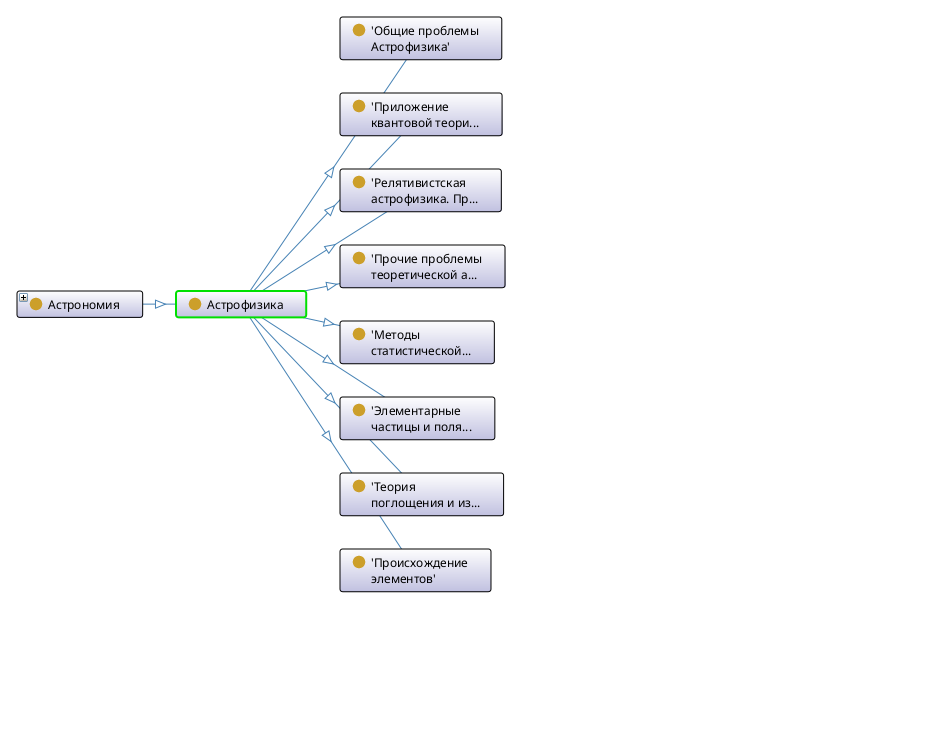 'Общие проблемы
Астрофизика'
'Приложение
квантовой теори...
'Релятивистская
астрофизика. Пр...
'Прочие проблемы
теоретической а...
Астрономия
Астрофизика
'Методы
статистической...
'Элементарные
частицы и поля...
'Теория
поглощения и из...
'Происхождение
элементов'